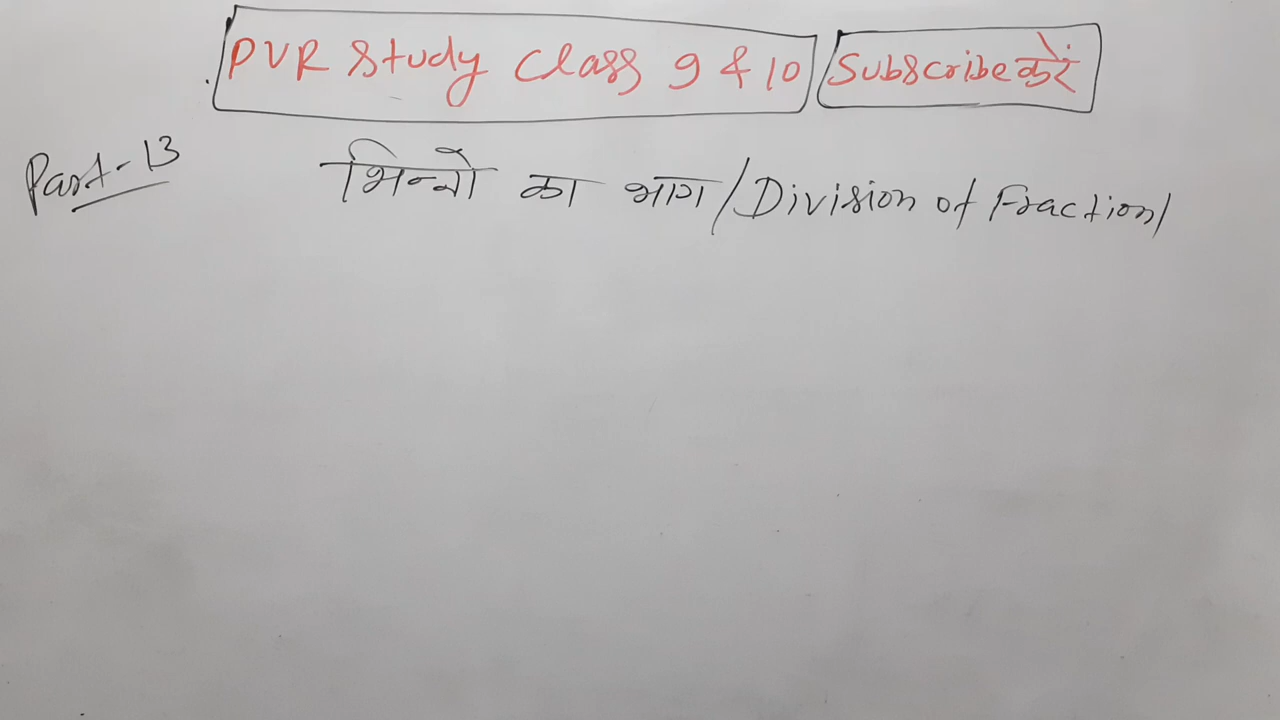 PVR Study Class 9 & 10 Subscribe करें
Part-13
भिन्नो का भाग/Division of Fraction/